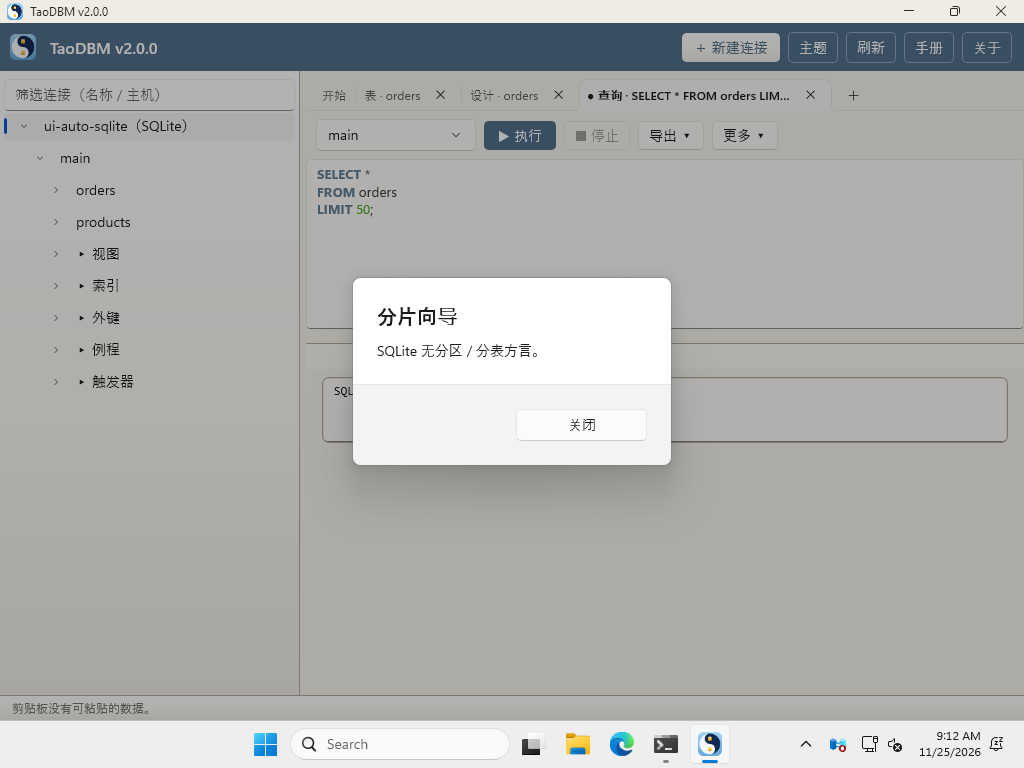 TaoDBM v2.0.0
TaoDBM v2.0.0
+ 新建连接
主题
刷新
手册
关于
筛选连接（名称 / 主机）
ui-auto-sqlite（SQLite）
main
orders
products
视图
索引
外键
例程
触发器
开始
表 · orders
设计 · orders
● 查询 · SELECT * FROM orders LIM...
main
执行
停止
导出
更多
SELECT *
FROM orders
LIMIT 50;
分片向导
SQLite 无分区 / 分表方言。
关闭
SQL
剪贴板没有可粘贴的数据。
Search
9:12 AM
11/25/2026